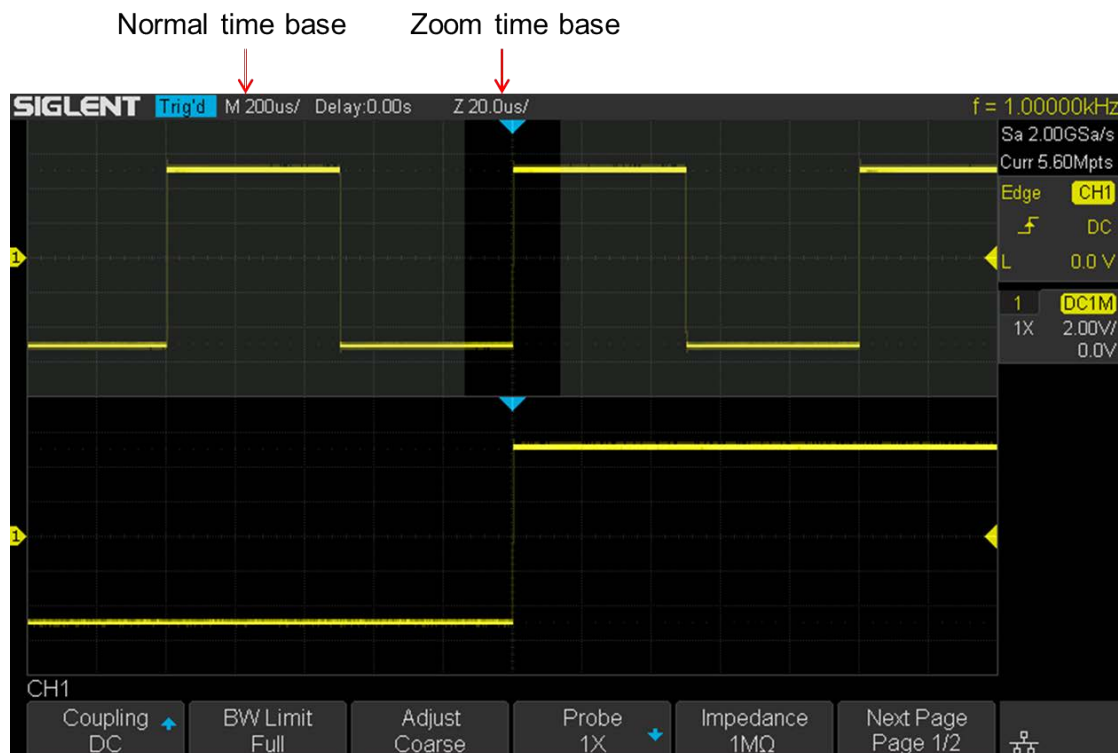 Normal time base Zoom time base
SIGLENT Trig'd M 200us/ Delay:0.00s Z 20.0us/ f = 1.00000kHz
Sa 2.00GSa/s
Curr 5.60Mpts
Edge CH1
DC
L 0.0 V
1 DC1M
1X 2.00V/
0.0V
1
1
CH1
Coupling BW Limit Adjust Probe Impedance Next Page
DC Full Coarse 1X 1MΩ Page 1/2